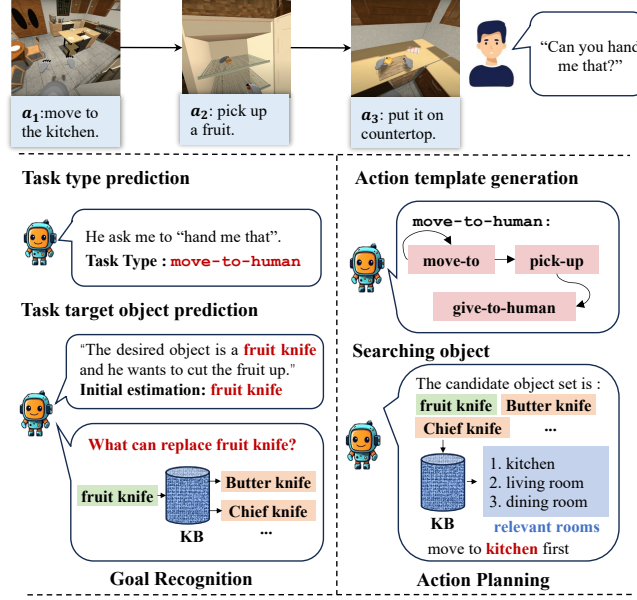 a₁:move to
the kitchen.
a₂: pick up
a fruit.
a₃: put it on
countertop.
“Can you hand
me that?”
Task type prediction
He ask me to “hand me that”.
Task Type : move-to-human
Task target object prediction
“The desired object is a fruit knife
and he wants to cut the fruit up.”
Initial estimation: fruit knife
What can replace fruit knife?
fruit knife
Butter knife
Chief knife
...
KB
Goal Recognition
Action template generation
move-to-human:
move-to
pick-up
give-to-human
Searching object
The candidate object set is :
fruit knife Butter knife
Chief knife ...
1. kitchen
2. living room
3. dining room
KB
relevant rooms
move to kitchen first
Action Planning